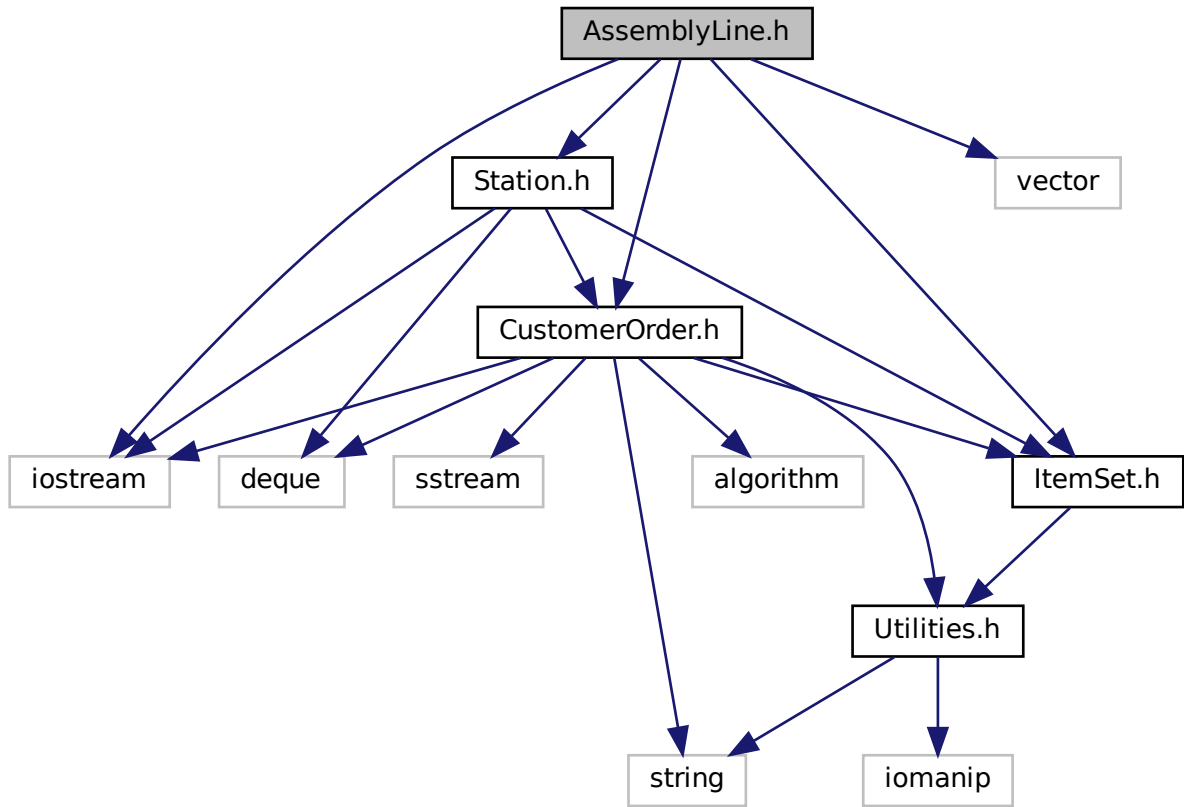 AssemblyLine.h
Station.h
vector
CustomerOrder.h
iostream
deque
sstream
algorithm
ItemSet.h
Utilities.h
string
iomanip